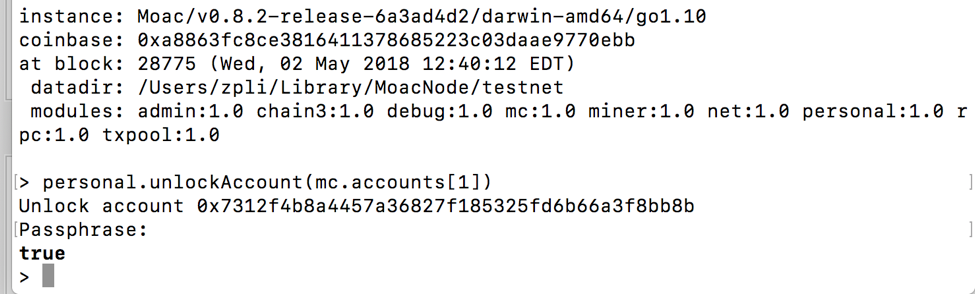 instance: Moac/v0.8.2-release-6a3ad4d2/darwin-amd64/go1.10
coinbase: 0xa8863fc8ce3816411378685223c03daae9770ebb
at block: 28775 (Wed, 02 May 2018 12:40:12 EDT)
 datadir: /Users/zpli/Library/MoacNode/testnet
 modules: admin:1.0 chain3:1.0 debug:1.0 mc:1.0 miner:1.0 net:1.0 personal:1.0 r
pc:1.0 txpool:1.0
[> personal.unlockAccount(mc.accounts[1]) ]
Unlock account 0x7312f4b8a4457a36827f185325fd6b66a3f8bb8b
[Passphrase: ]
true
>